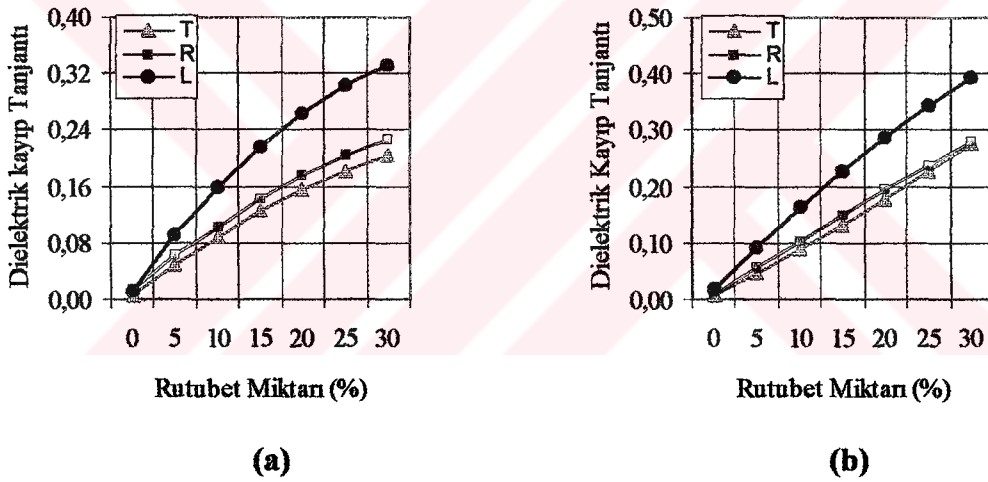 0,40
0,32
0,24
0,16
0,08
0,00
Dielektrik kayıp Tanjantı
T
R
L
0 5 10 15 20 25 30
Rutubet Miktarı (%)
(a)
0,50
0,40
0,30
0,20
0,10
0,00
Dielektrik Kayıp Tanjantı
T
R
L
0 5 10 15 20 25 30
Rutubet Miktarı (%)
(b)